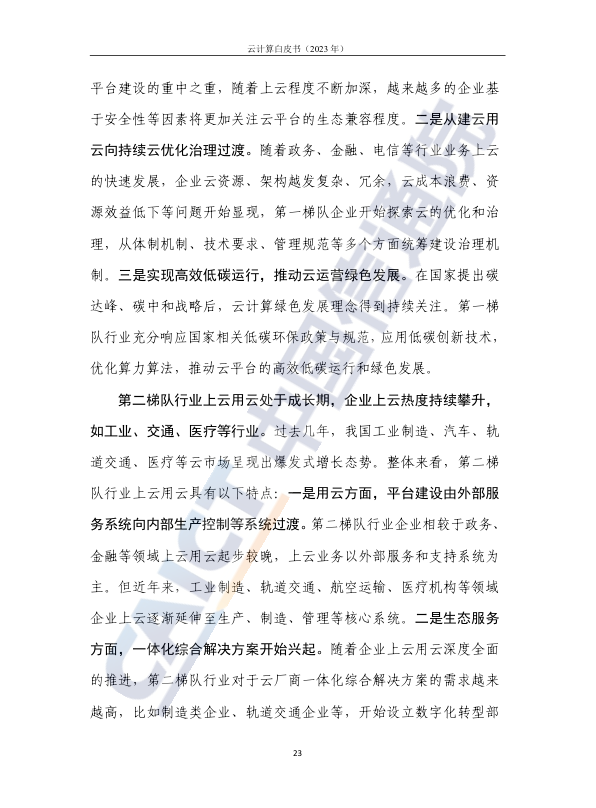 云计算白皮书（2023 年）
平台建设的重中之重，随着上云程度不断加深，越来越多的企业基
于安全性等因素将更加关注云平台的生态兼容程度。二是从建云用
云向持续云优化治理过渡。随着政务、金融、电信等行业业务上云
的快速发展，企业云资源、架构越发复杂、冗余，云成本浪费、资
源效益低下等问题开始显现，第一梯队企业开始探索云的优化和治
理，从体制机制、技术要求、管理规范等多个方面统筹建设治理机
制。三是实现高效低碳运行，推动云运营绿色发展。在国家提出碳
达峰、碳中和战略后，云计算绿色发展理念得到持续关注。第一梯
队行业充分响应国家相关低碳环保政策与规范，应用低碳创新技术，
优化算力算法，推动云平台的高效低碳运行和绿色发展。
第二梯队行业上云用云处于成长期，企业上云热度持续攀升，
如工业、交通、医疗等行业。过去几年，我国工业制造、汽车、轨
道交通、医疗等云市场呈现出爆发式增长态势。整体来看，第二梯
队行业上云用云具有以下特点：一是用云方面，平台建设由外部服
务系统向内部生产控制等系统过渡。第二梯队行业企业相较于政务、
金融等领域上云用云起步较晚，上云业务以外部服务和支持系统为
主。但近年来，工业制造、轨道交通、航空运输、医疗机构等领域
企业上云逐渐延伸至生产、制造、管理等核心系统。二是生态服务
方面，一体化综合解决方案开始兴起。随着企业上云用云深度全面
的推进，第二梯队行业对于云厂商一体化综合解决方案的需求越来
越高，比如制造类企业、轨道交通企业等，开始设立数字化转型部
23
CAICT 中国信通院